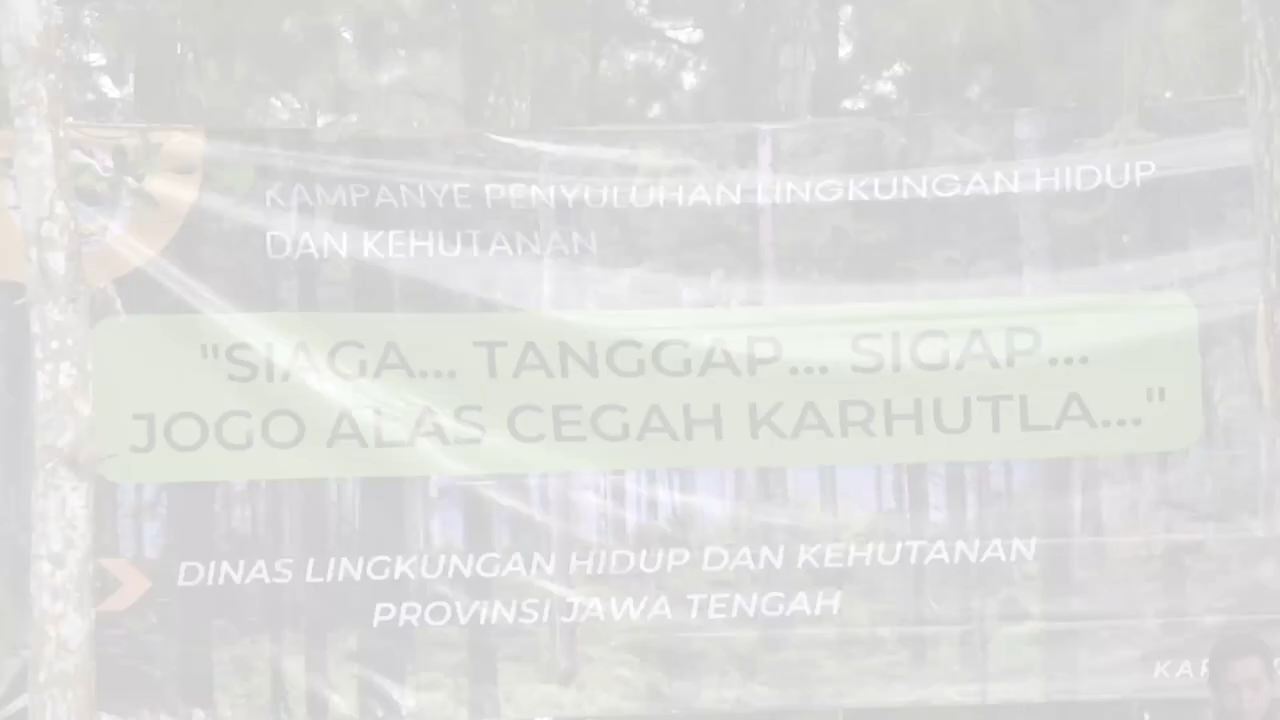 KAMPANYE PENYULUHAN LINGKUNGAN HIDUP
DAN KEHUTANAN
"SIAGA... TANGGAP... SIGAP...
JOGO ALAS CEGAH KARHUTLA..."
DINAS LINGKUNGAN HIDUP DAN KEHUTANAN
PROVINSI JAWA TENGAH